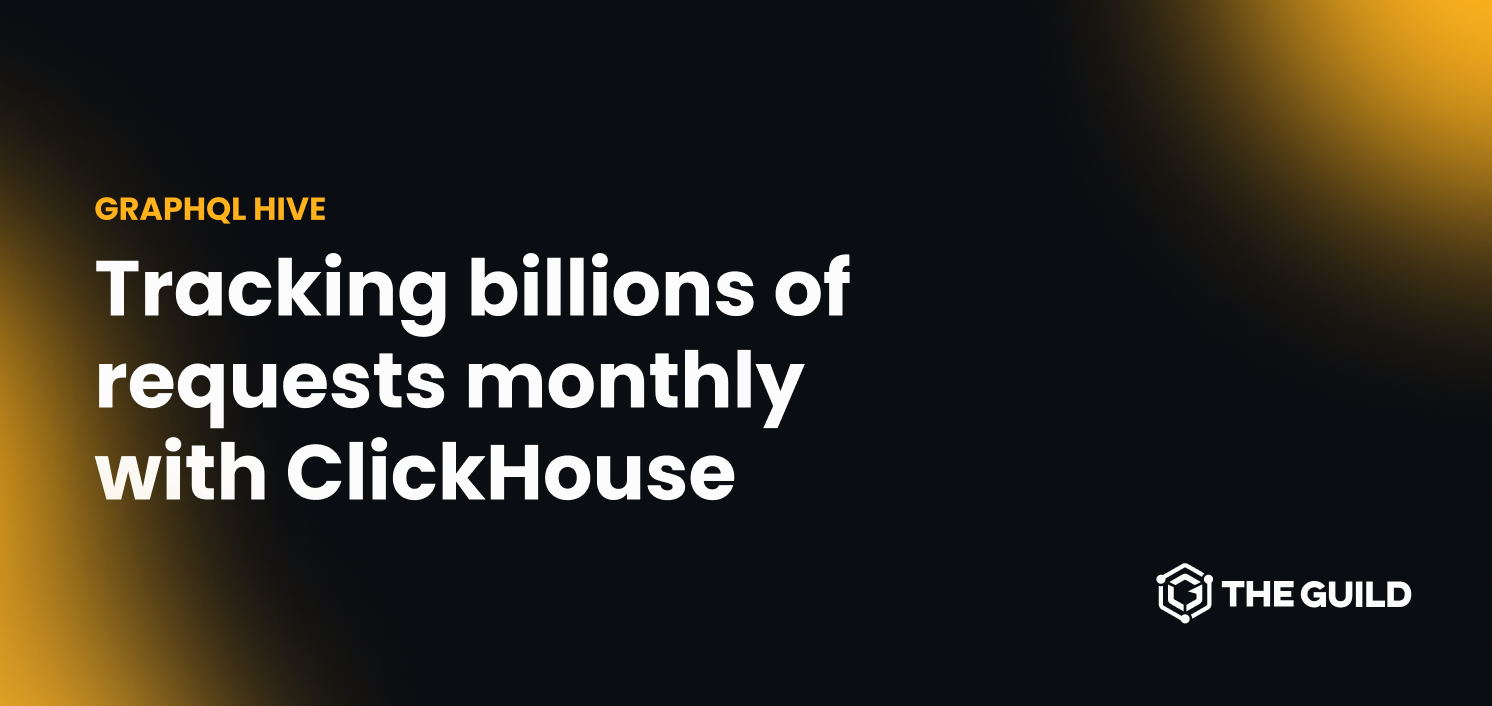 GRAPHQL HIVE
Tracking billions of
requests monthly
with ClickHouse
THE GUILD